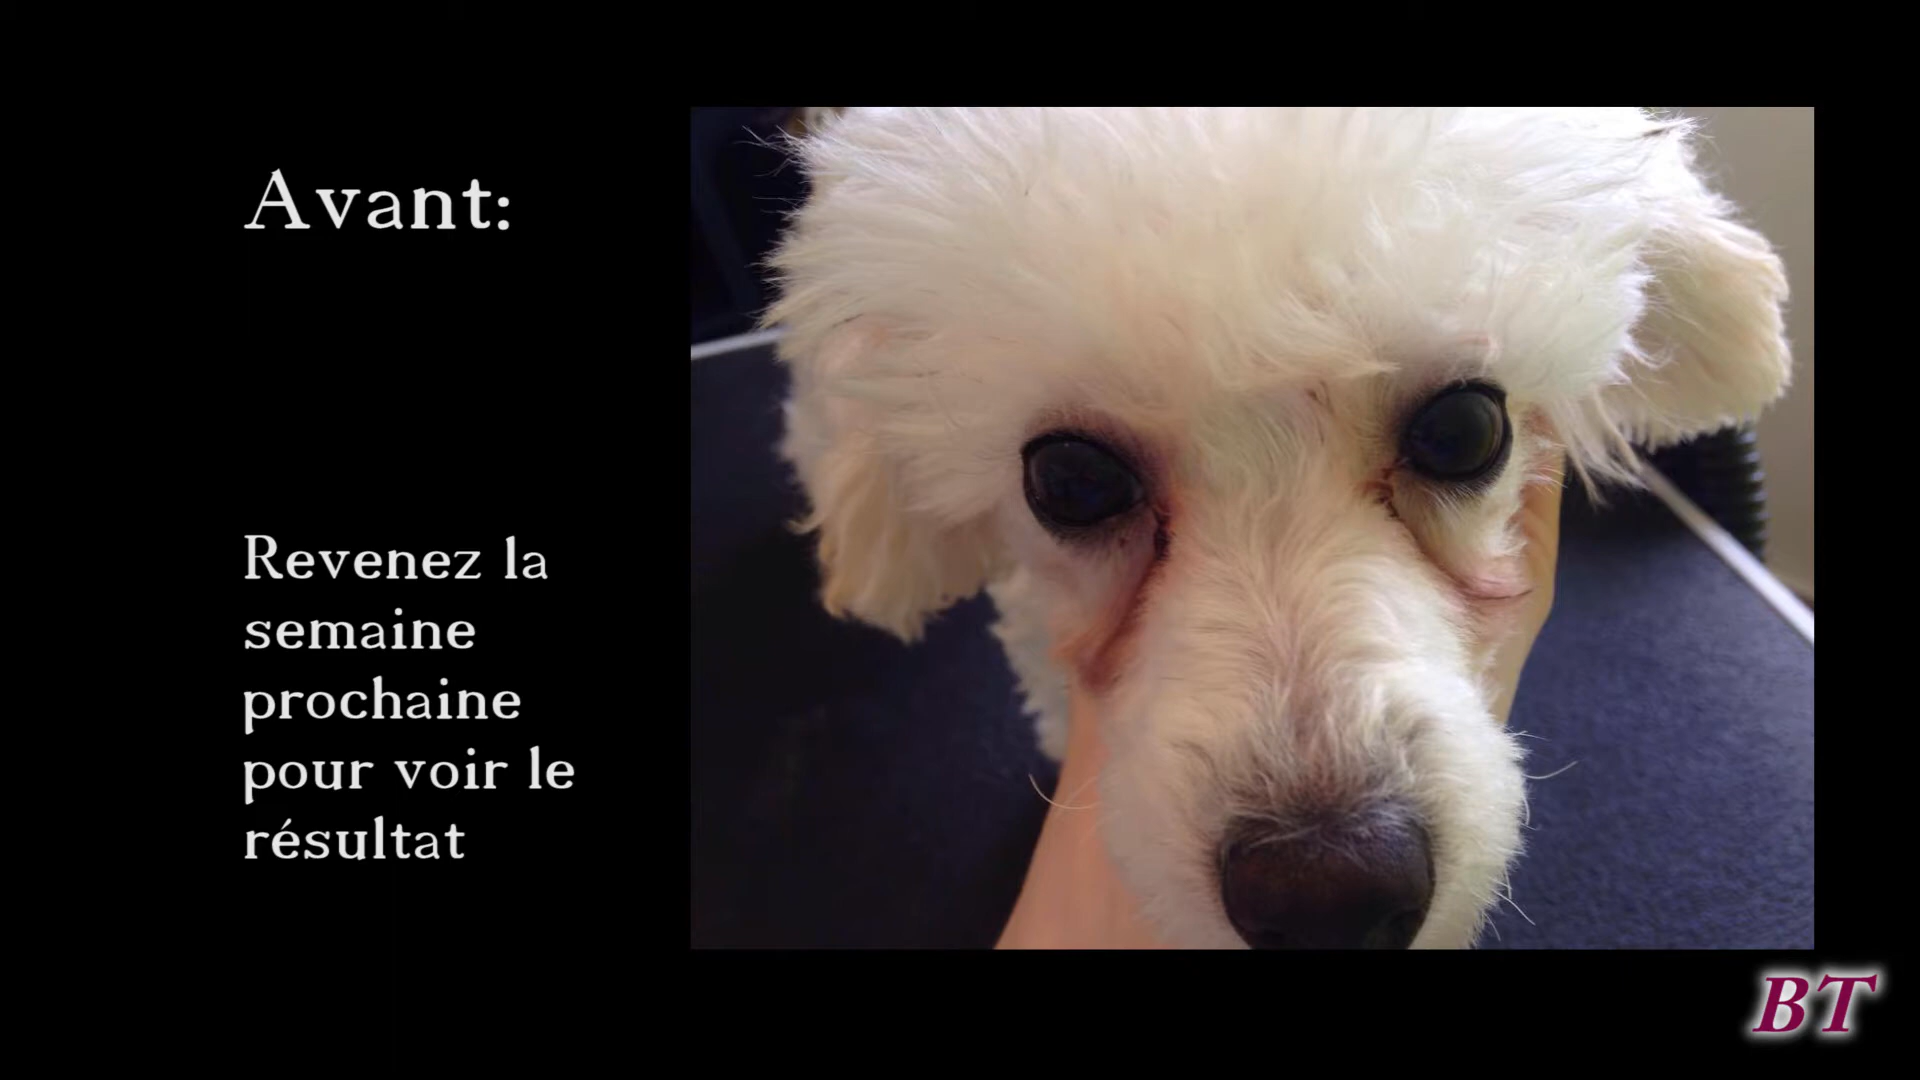 Avant:
Revenez la
semaine
prochaine
pour voir le
résultat
BT